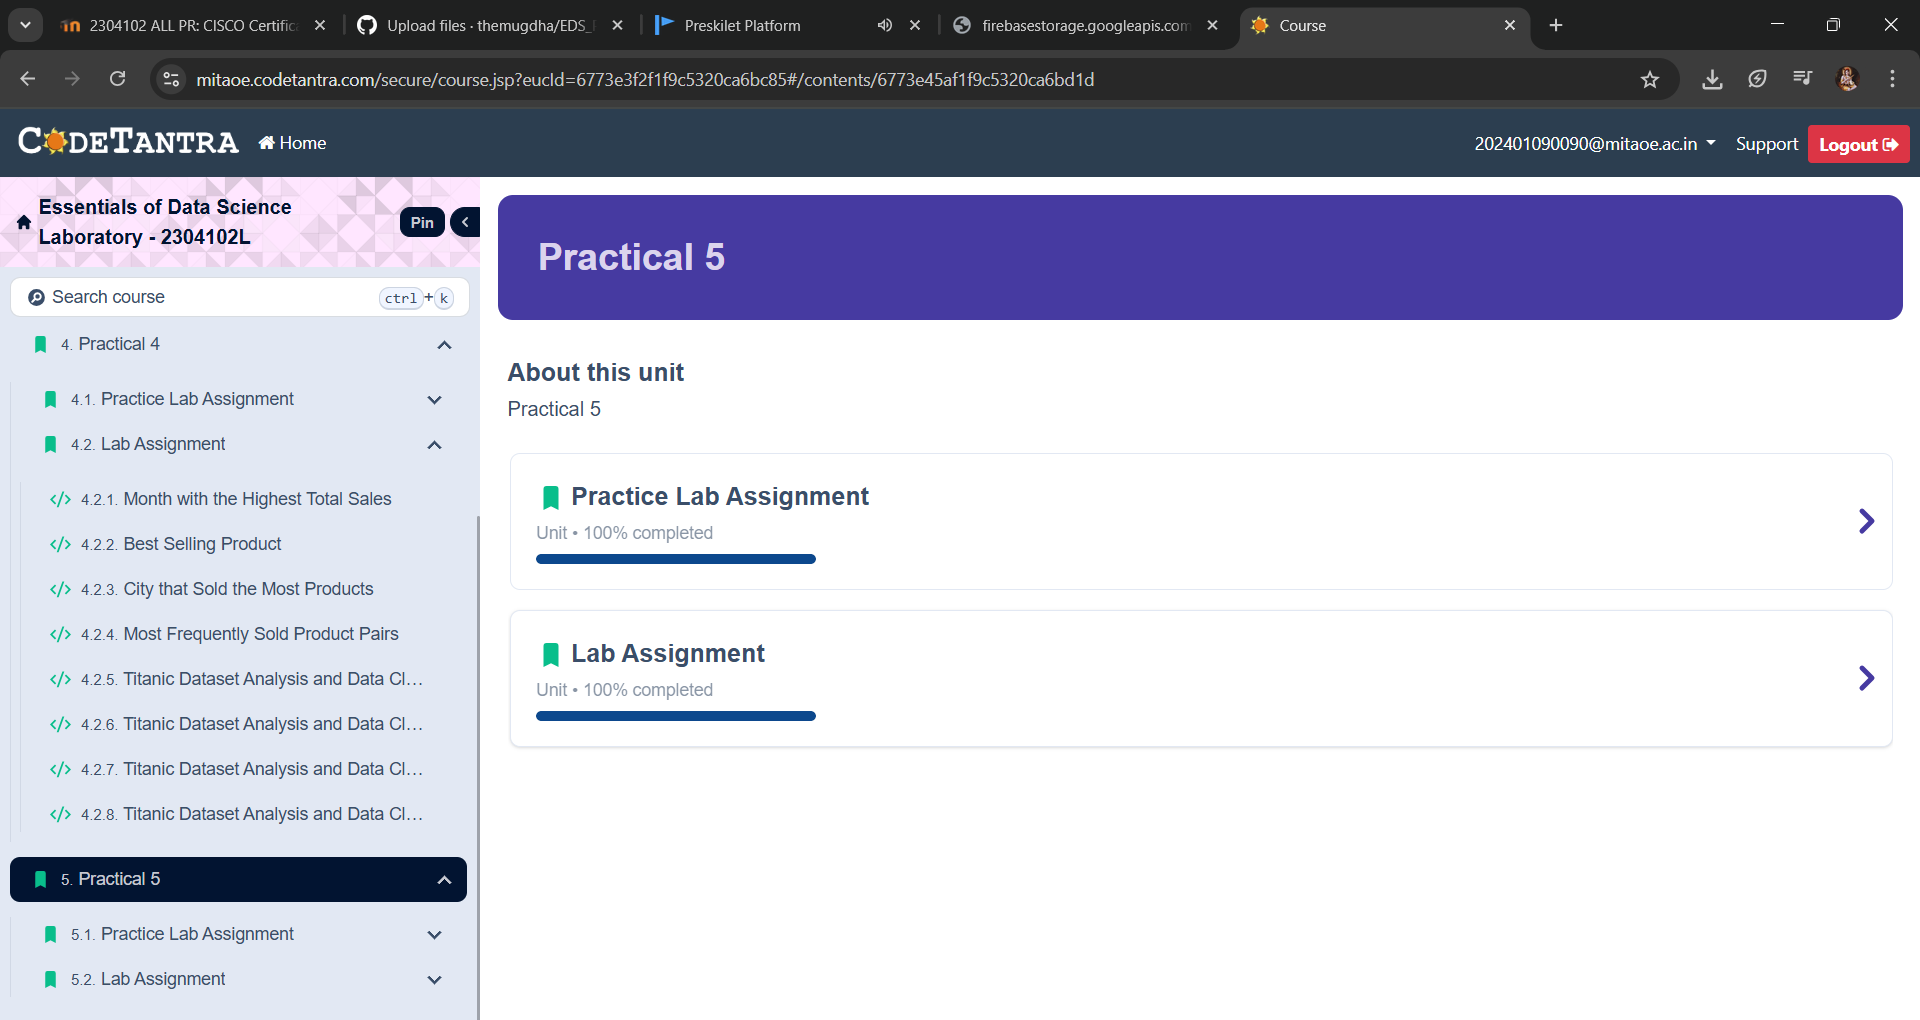 2304102 ALL PR: CISCO Certific
Upload files · themugdha/EDS_
Preskilet Platform
firebasestorage.googleapis.com
Course
mitaoe.codetantra.com/secure/course.jsp?eucId=6773e3f2f1f9c5320ca6bc85#/contents/6773e45af1f9c5320ca6bd1d
CODETANTRA
Home
202401090090@mitaoe.ac.in
Support
Logout
Essentials of Data Science
Laboratory - 2304102L
Pin
Search course
ctrl + k
4. Practical 4
4.1. Practice Lab Assignment
4.2. Lab Assignment
4.2.1. Month with the Highest Total Sales
4.2.2. Best Selling Product
4.2.3. City that Sold the Most Products
4.2.4. Most Frequently Sold Product Pairs
4.2.5. Titanic Dataset Analysis and Data Cl...
4.2.6. Titanic Dataset Analysis and Data Cl...
4.2.7. Titanic Dataset Analysis and Data Cl...
4.2.8. Titanic Dataset Analysis and Data Cl...
5. Practical 5
5.1. Practice Lab Assignment
5.2. Lab Assignment
Practical 5
About this unit
Practical 5
Practice Lab Assignment
Unit • 100% completed
Lab Assignment
Unit • 100% completed